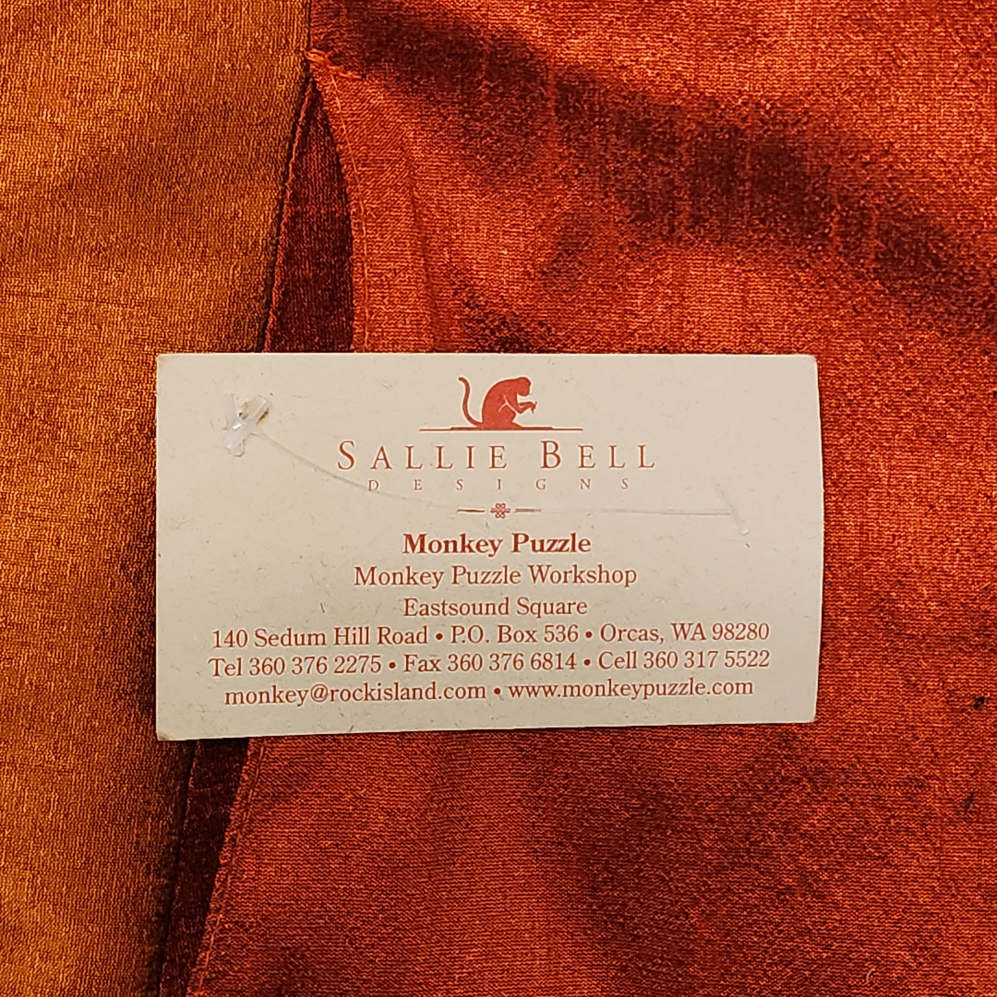 SALLIE BELL
DESIGNS
Monkey Puzzle
Monkey Puzzle Workshop
Eastsound Square
140 Sedum Hill Road • P.O. Box 536 • Orcas, WA 98280
Tel 360 376 2275 • Fax 360 376 6814 • Cell 360 317 5522
monkey@rockisland.com • www.monkeypuzzle.com